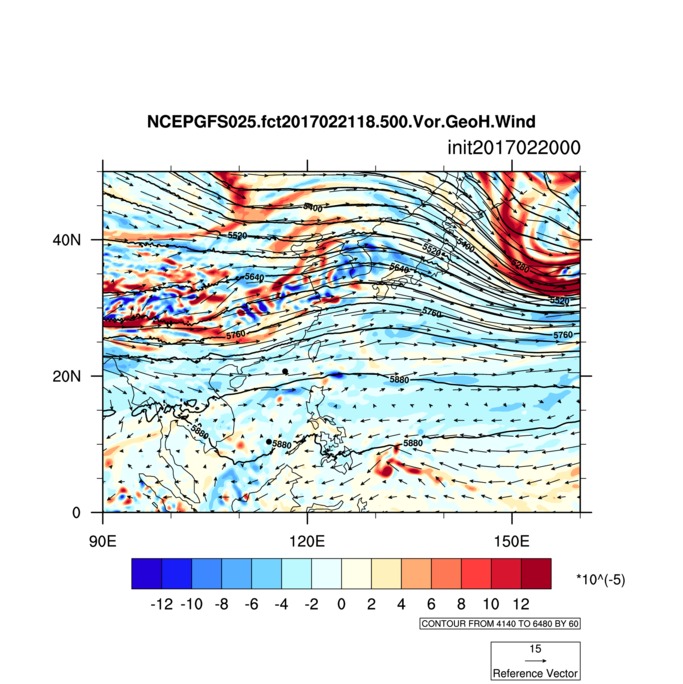 NCEPGFS025.fct2017022118.500.Vor.GeoH.Wind
init2017022000
5400
40N
5520
5520
5400
5640
5640
5280
5520
5760
5760
5760
20N
5880
5880
5880
5880
0
90E 120E 150E
-12 -10 -8 -6 -4 -2 0 2 4 6 8 10 12
*10^(-5)
CONTOUR FROM 4140 TO 6480 BY 60
15
Reference Vector